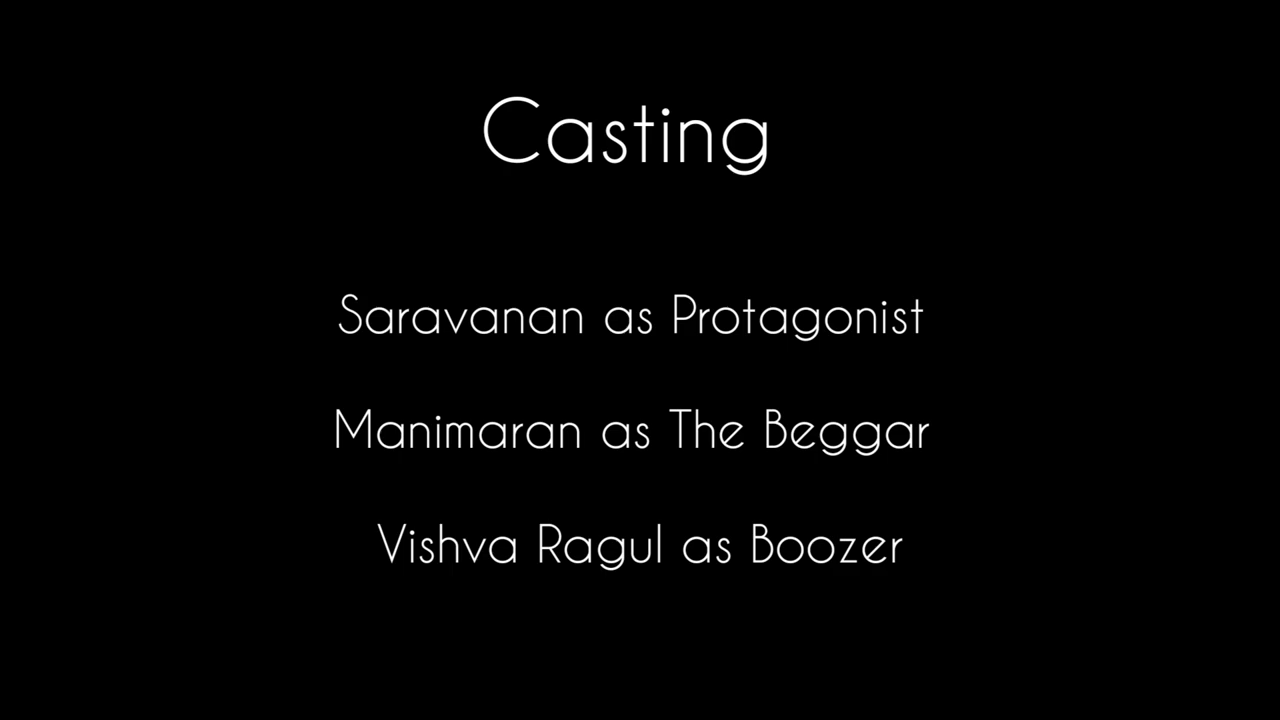 Casting
Saravanan as Protagonist
Manimaran as The Beggar
Vishva Ragul as Boozer